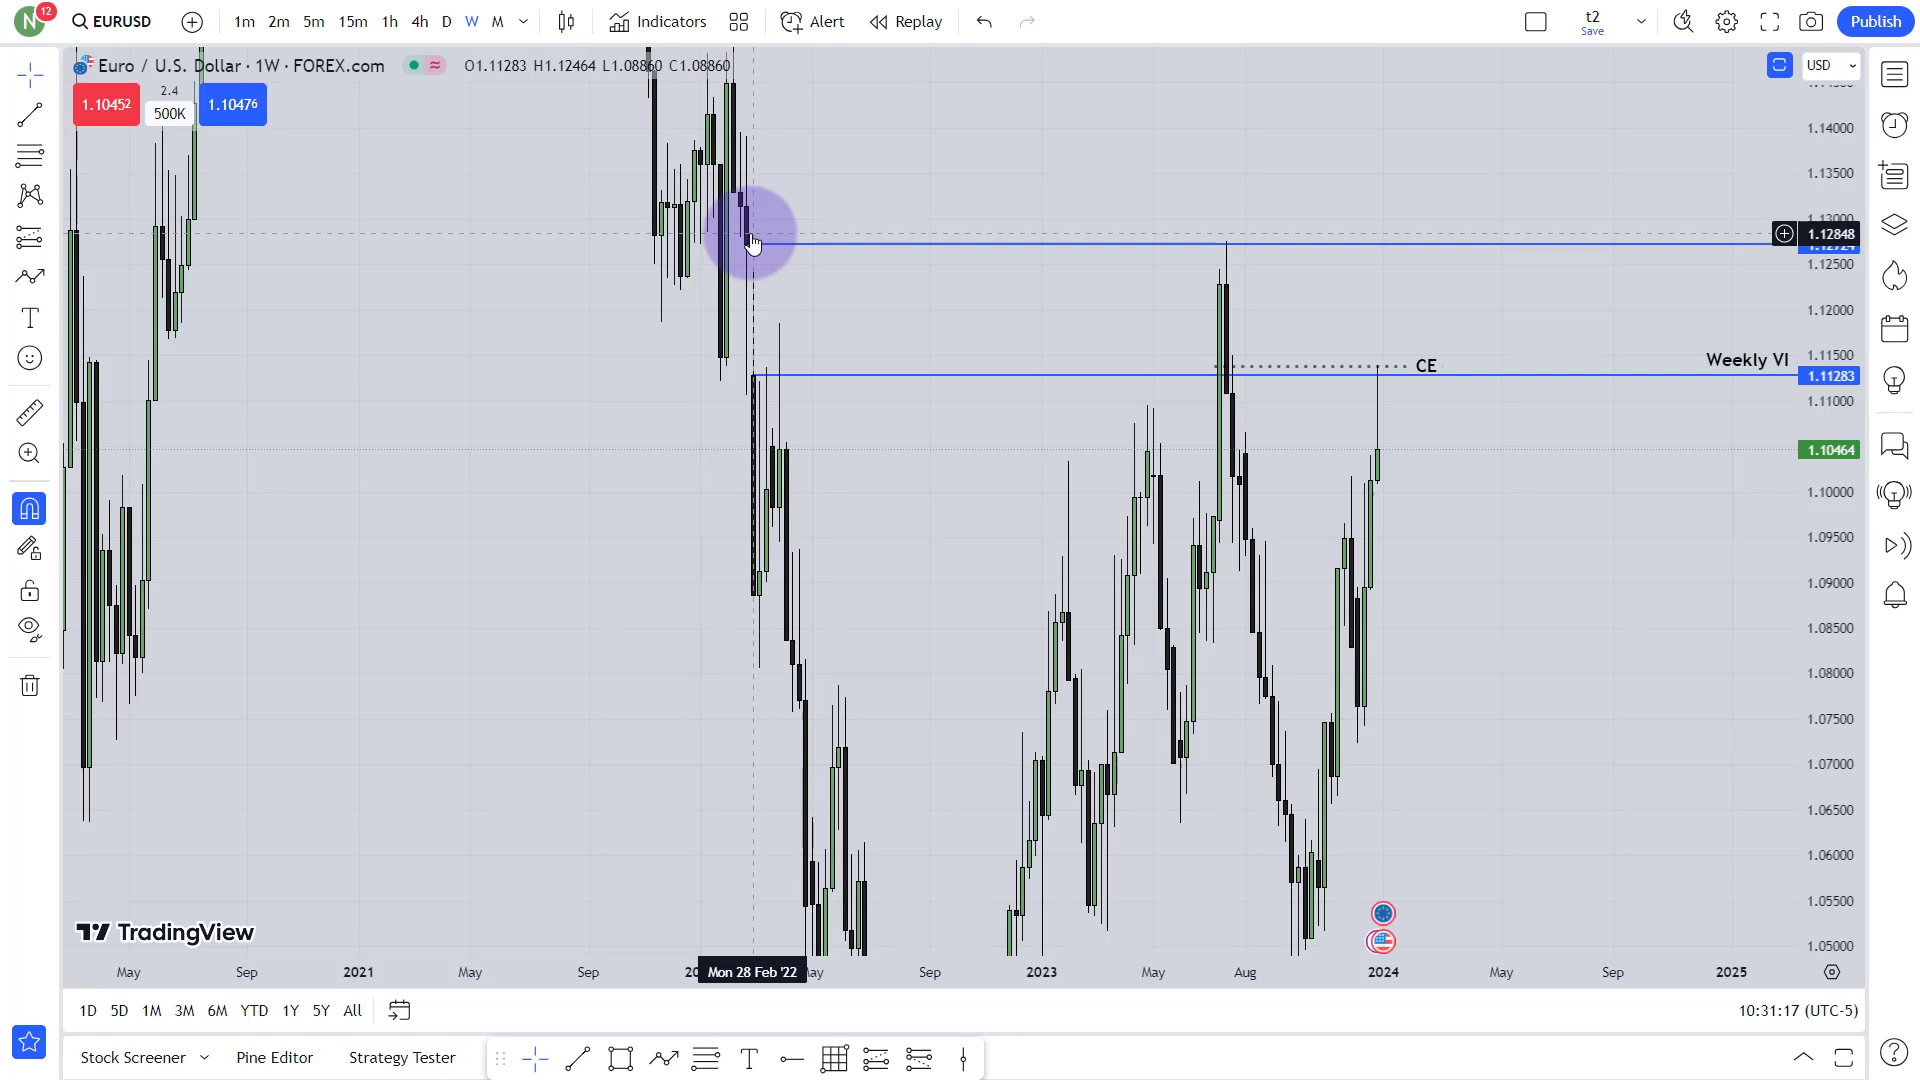 N 12 EURUSD 1m 2m 5m 15m 1h 4h D W M Indicators Alert Replay t2 Save Publish
Euro / U.S. Dollar · 1W · FOREX.com O1.11283 H1.12464 L1.08860 C1.08860 USD
1.10452 2.4 500K 1.10476
1.14000
1.13500
1.13000
1.12848
1.12500
1.12000
1.11500
Weekly VI
CE
1.11283
1.11000
1.10464
1.10000
1.09500
1.09000
1.08500
1.08000
1.07500
1.07000
1.06500
1.06000
1.05500
1.05000
TradingView
May Sep 2021 May Sep Mon 28 Feb '22 Sep 2023 May Aug 2024 May Sep 2025
1D 5D 1M 3M 6M YTD 1Y 5Y All 10:31:17 (UTC-5)
Stock Screener Pine Editor Strategy Tester